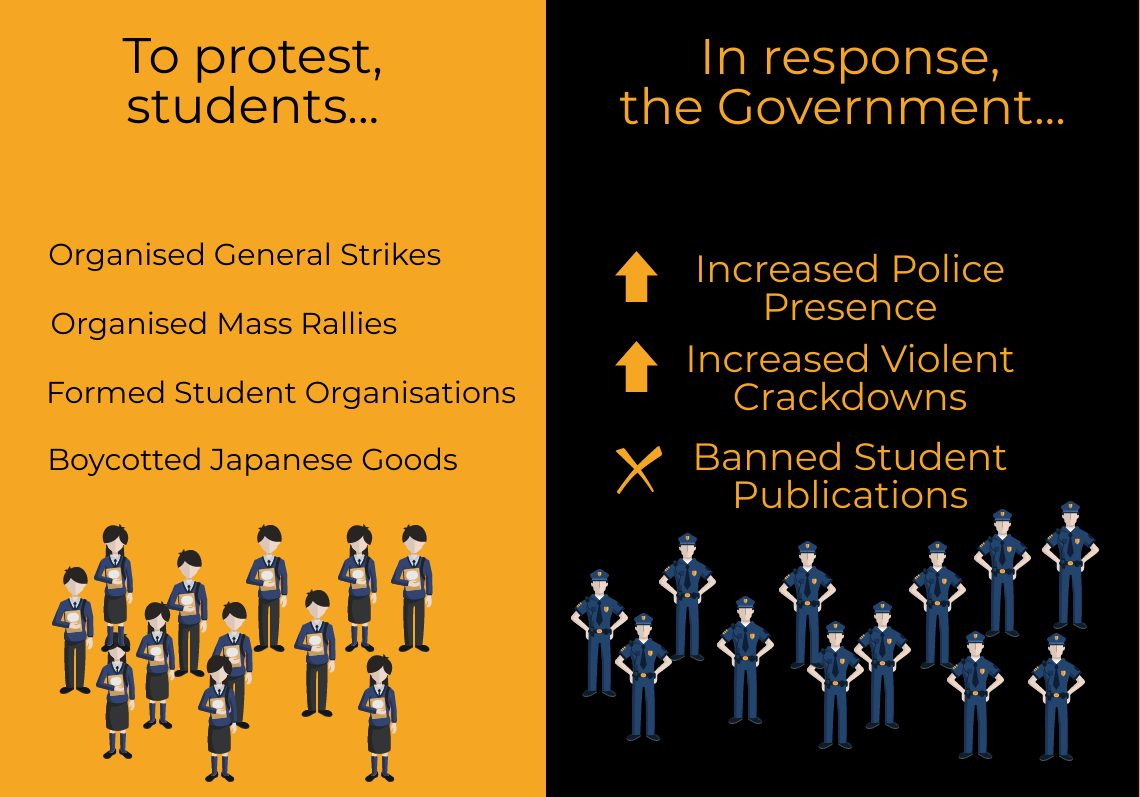 To protest,
students...
Organised General Strikes
Organised Mass Rallies
Formed Student Organisations
Boycotted Japanese Goods
In response,
the Government...
Increased Police
Presence
Increased Violent
Crackdowns
Banned Student
Publications